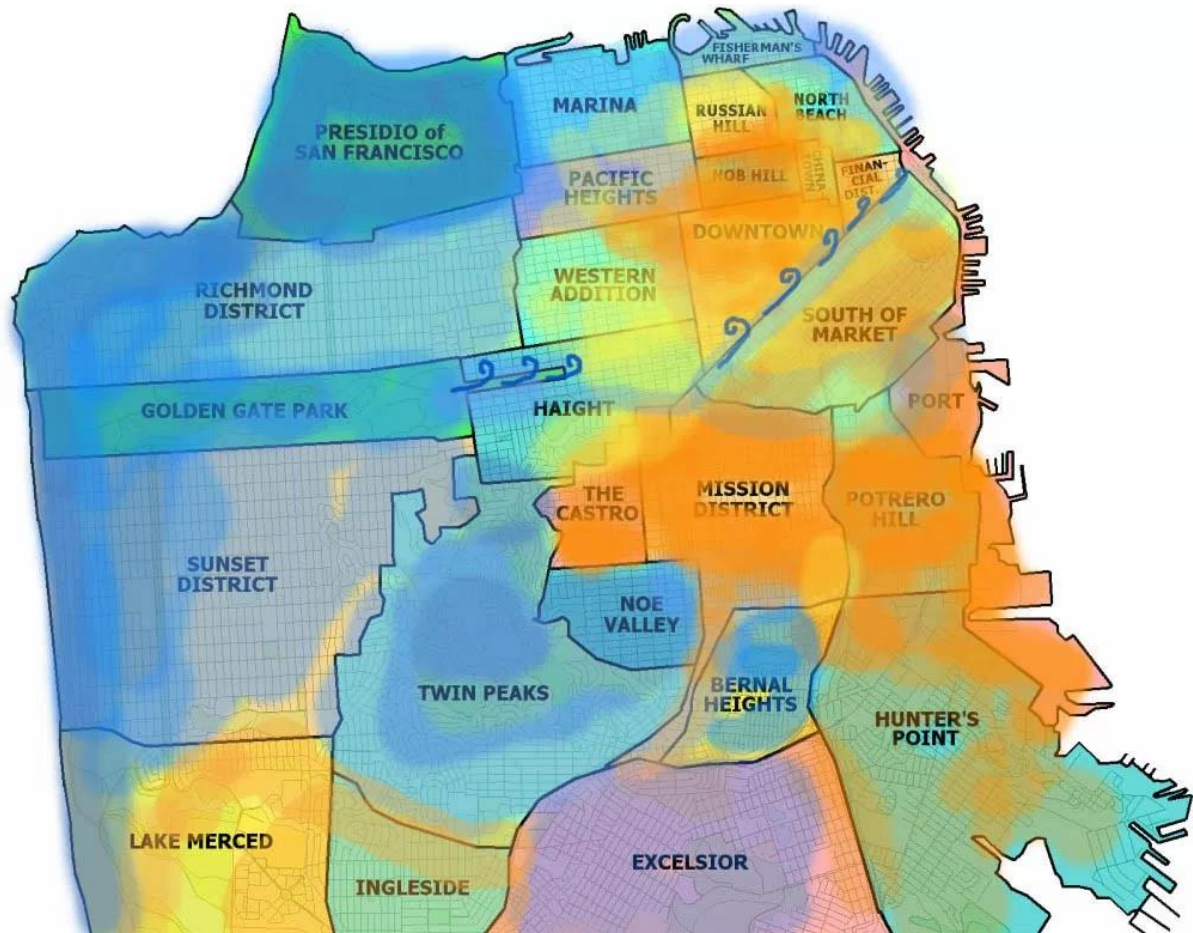 FISHERMAN'S
WHARF
MARINA
RUSSIAN
HILL
NORTH
BEACH
PRESIDIO of
SAN FRANCISCO
PACIFIC
HEIGHTS
NOB HILL
CHINA-
TOWN
FINAN-
CIAL
DIST.
DOWNTOWN
RICHMOND
DISTRICT
WESTERN
ADDITION
SOUTH OF
MARKET
GOLDEN GATE PARK
HAIGHT
PORT
THE
CASTRO
MISSION
DISTRICT
POTRERO
HILL
SUNSET
DISTRICT
NOE
VALLEY
TWIN PEAKS
BERNAL
HEIGHTS
HUNTER'S
POINT
LAKE MERCED
INGLESIDE
EXCELSIOR